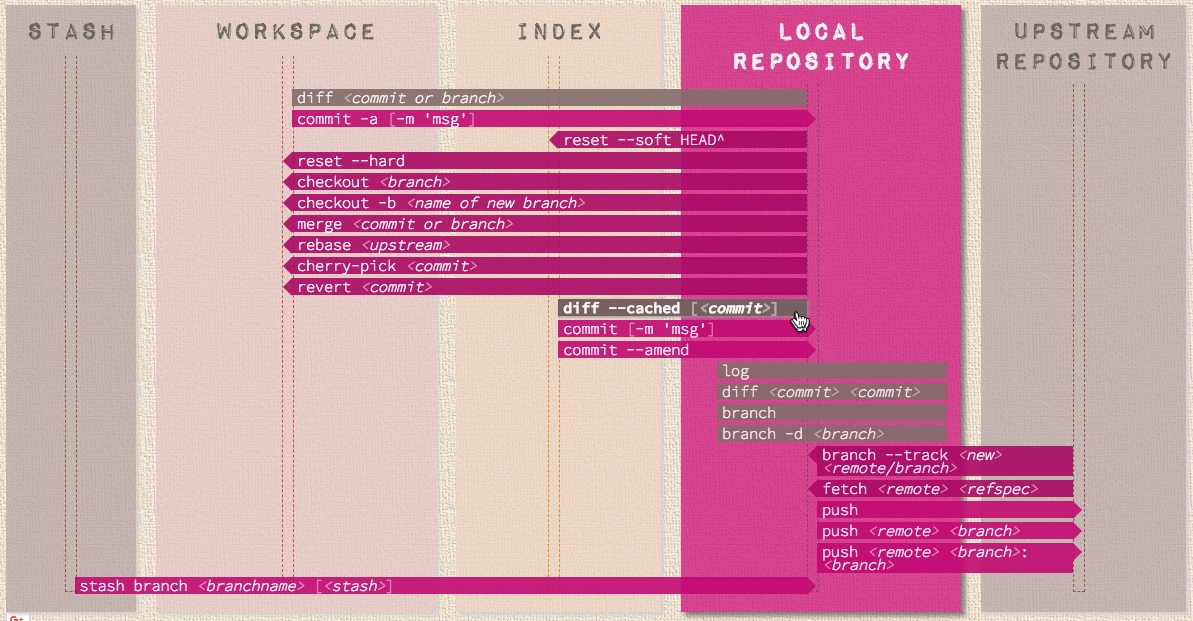 STASH
WORKSPACE
INDEX
LOCAL
REPOSITORY
UPSTREAM
REPOSITORY
diff <commit or branch>
commit -a [-m 'msg']
reset --soft HEAD^
reset --hard
checkout <branch>
checkout -b <name of new branch>
merge <commit or branch>
rebase <upstream>
cherry-pick <commit>
revert <commit>
diff --cached [<commit>]
commit [-m 'msg']
commit --amend
log
diff <commit> <commit>
branch
branch -d <branch>
branch --track <new>
<remote/branch>
fetch <remote> <refspec>
push
push <remote> <branch>
push <remote> <branch>:
<branch>
stash branch <branchname> [<stash>]